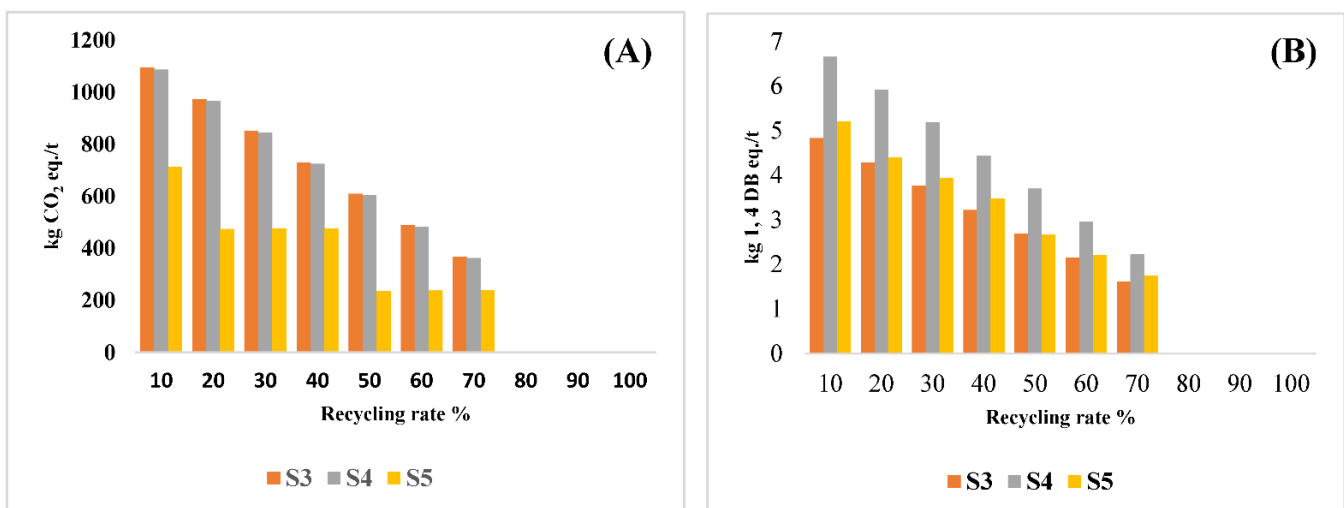 (A)
kg CO₂ eq./t
1200
1000
800
600
400
200
0
10 20 30 40 50 60 70 80 90 100
Recycling rate %
S3 S4 S5
(B)
kg 1, 4 DB eq./t
7
6
5
4
3
2
1
0
10 20 30 40 50 60 70 80 90 100
Recycling rate %
S3 S4 S5